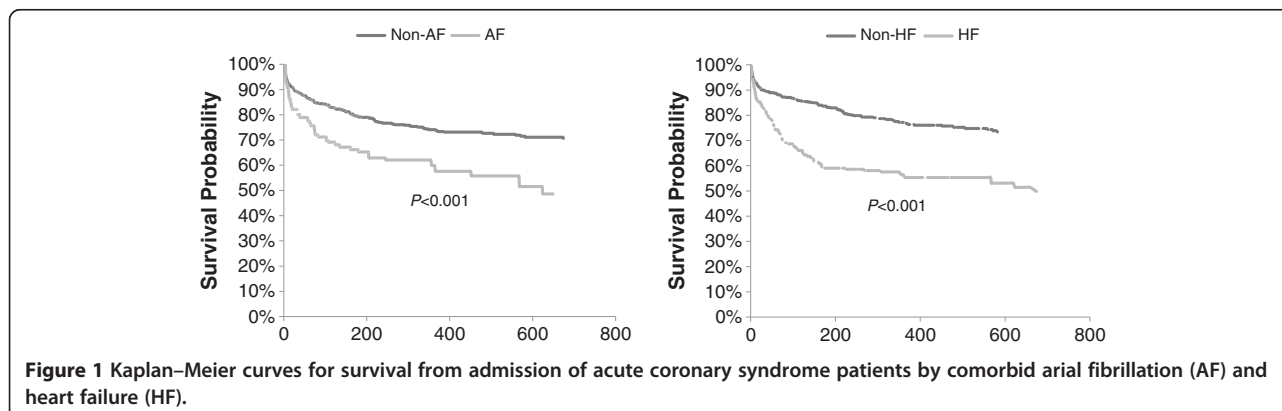 Non-AF AF
Survival Probability
100%
90%
80%
70%
60%
50%
40%
30%
20%
10%
0%
P<0.001
0 200 400 600 800
Non-HF HF
Survival Probability
100%
90%
80%
70%
60%
50%
40%
30%
20%
10%
0%
P<0.001
0 200 400 600 800
Figure 1 Kaplan–Meier curves for survival from admission of acute coronary syndrome patients by comorbid arial fibrillation (AF) and
heart failure (HF).